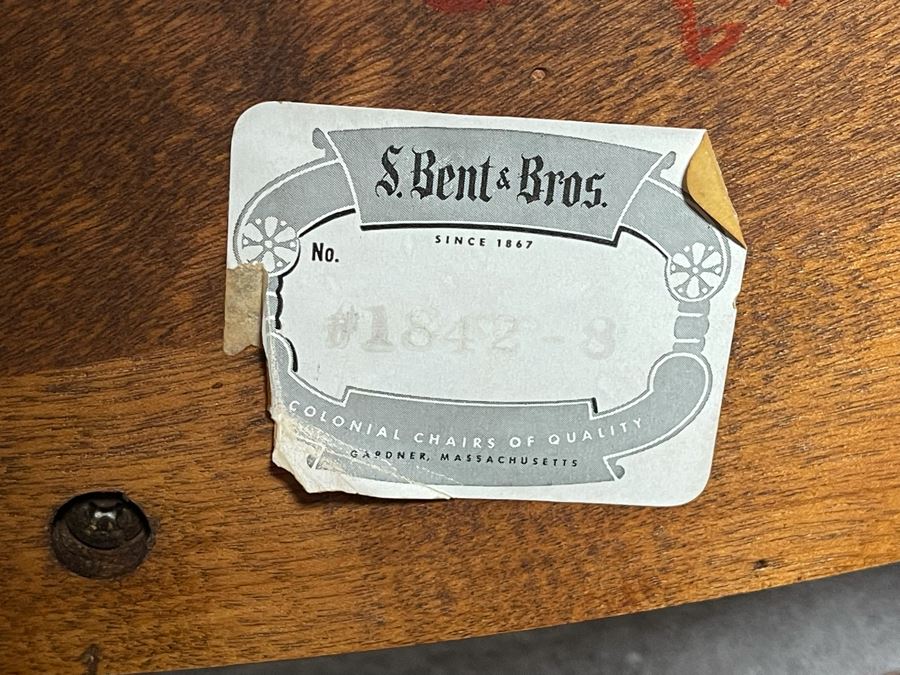 S. Bent & Bros.
SINCE 1867
No.
#1842-8
COLONIAL CHAIRS OF QUALITY
GARDNER, MASSACHUSETTS